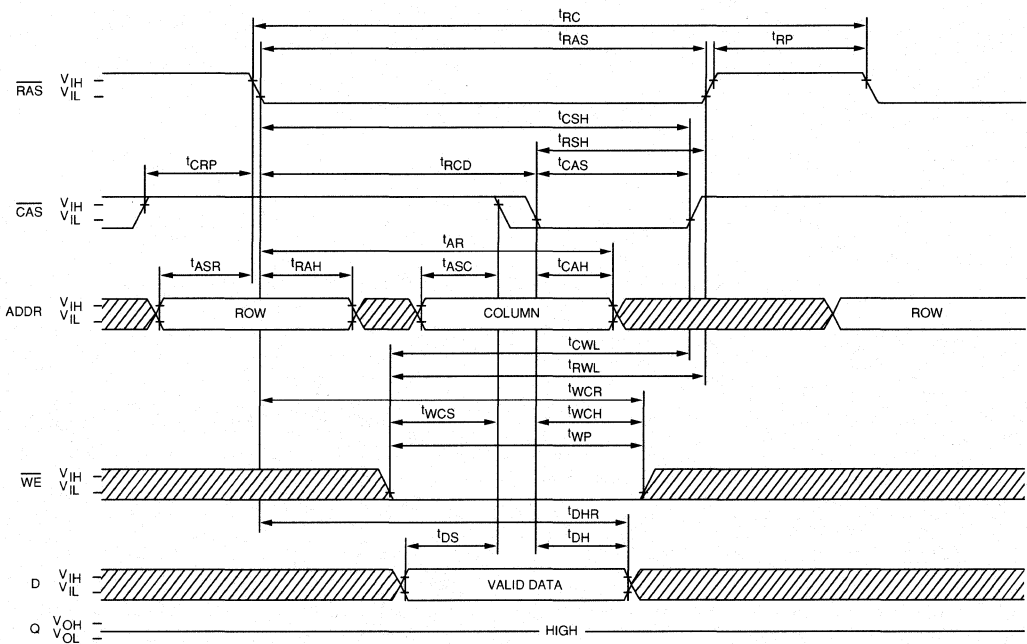 tRC
tRAS
tRP
RAS VIH
VIL
tCSH
tRSH
tCRP
tRCD
tCAS
CAS VIH
VIL
tAR
tASR
tRAH
tASC
tCAH
ADDR VIH
VIL
ROW
COLUMN
ROW
tCWL
tRWL
tWCR
tWCS
tWCH
tWP
WE VIH
VIL
tDHR
tDS
tDH
D VIH
VIL
VALID DATA
Q VOH
VOL
HIGH